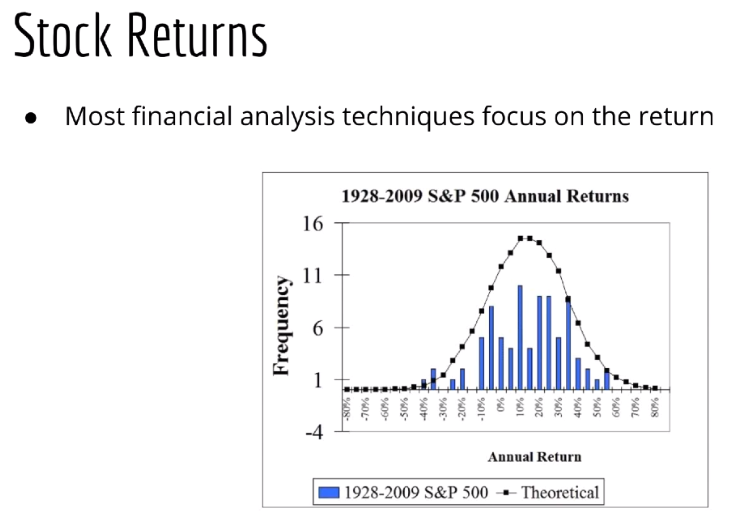 Stock Returns
● Most financial analysis techniques focus on the return
1928-2009 S&P 500 Annual Returns
16
11
6
1
-4
Frequency
-80% -70% -60% -50% -40% -30% -20% -10% 0% 10% 20% 30% 40% 50% 60% 70% 80%
Annual Return
1928-2009 S&P 500 Theoretical